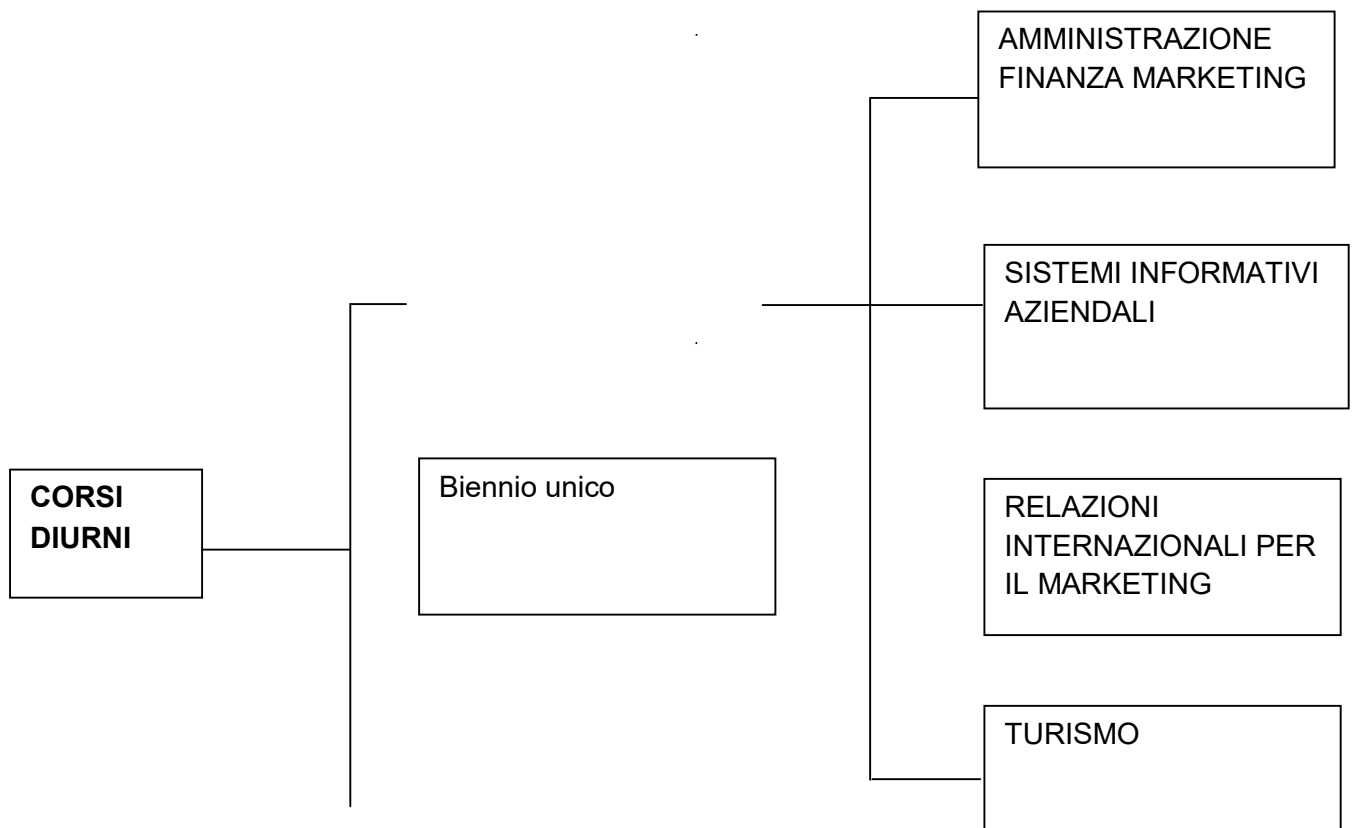 AMMINISTRAZIONE
FINANZA MARKETING
SISTEMI INFORMATIVI
AZIENDALI
CORSI
DIURNI
Biennio unico
RELAZIONI
INTERNAZIONALI PER
IL MARKETING
TURISMO